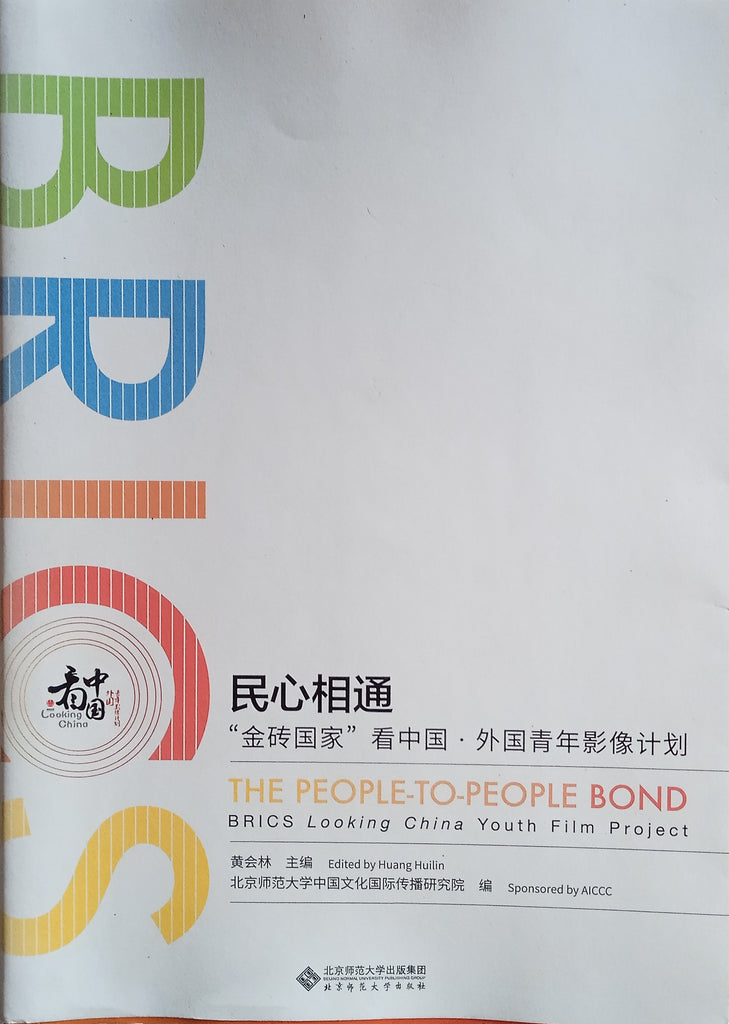 BRICS
看中国
外国青年影像计划
Looking
China
民心相通
“金砖国家”看中国·外国青年影像计划
THE PEOPLE-TO-PEOPLE BOND
BRICS Looking China Youth Film Project
黄会林 主编 Edited by Huang Huilin
北京师范大学中国文化国际传播研究院 编 Sponsored by AICCC
北京师范大学出版集团
BEIJING NORMAL UNIVERSITY PUBLISHING GROUP
北京师范大学出版社